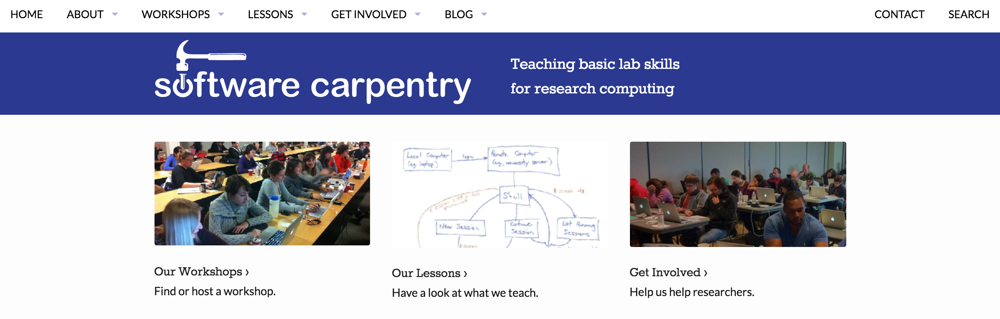 HOME ABOUT WORKSHOPS LESSONS GET INVOLVED BLOG CONTACT SEARCH
software carpentry
Teaching basic lab skills
for research computing
Local Computer
(eg. laptop)
login
Remote Computer
(e.g., university server)
Shell
$ screen -ls
New Session
Continue
Session
List Running
Sessions
$ screen
Our Workshops ›
Find or host a workshop.
Our Lessons ›
Have a look at what we teach.
Get Involved ›
Help us help researchers.